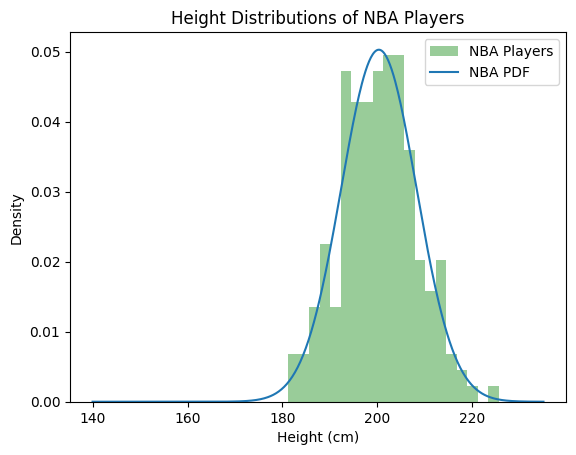 Height Distributions of NBA Players
NBA Players
NBA PDF
0.05
0.04
0.03
0.02
0.01
0.00
Density
140
160
180
200
220
Height (cm)